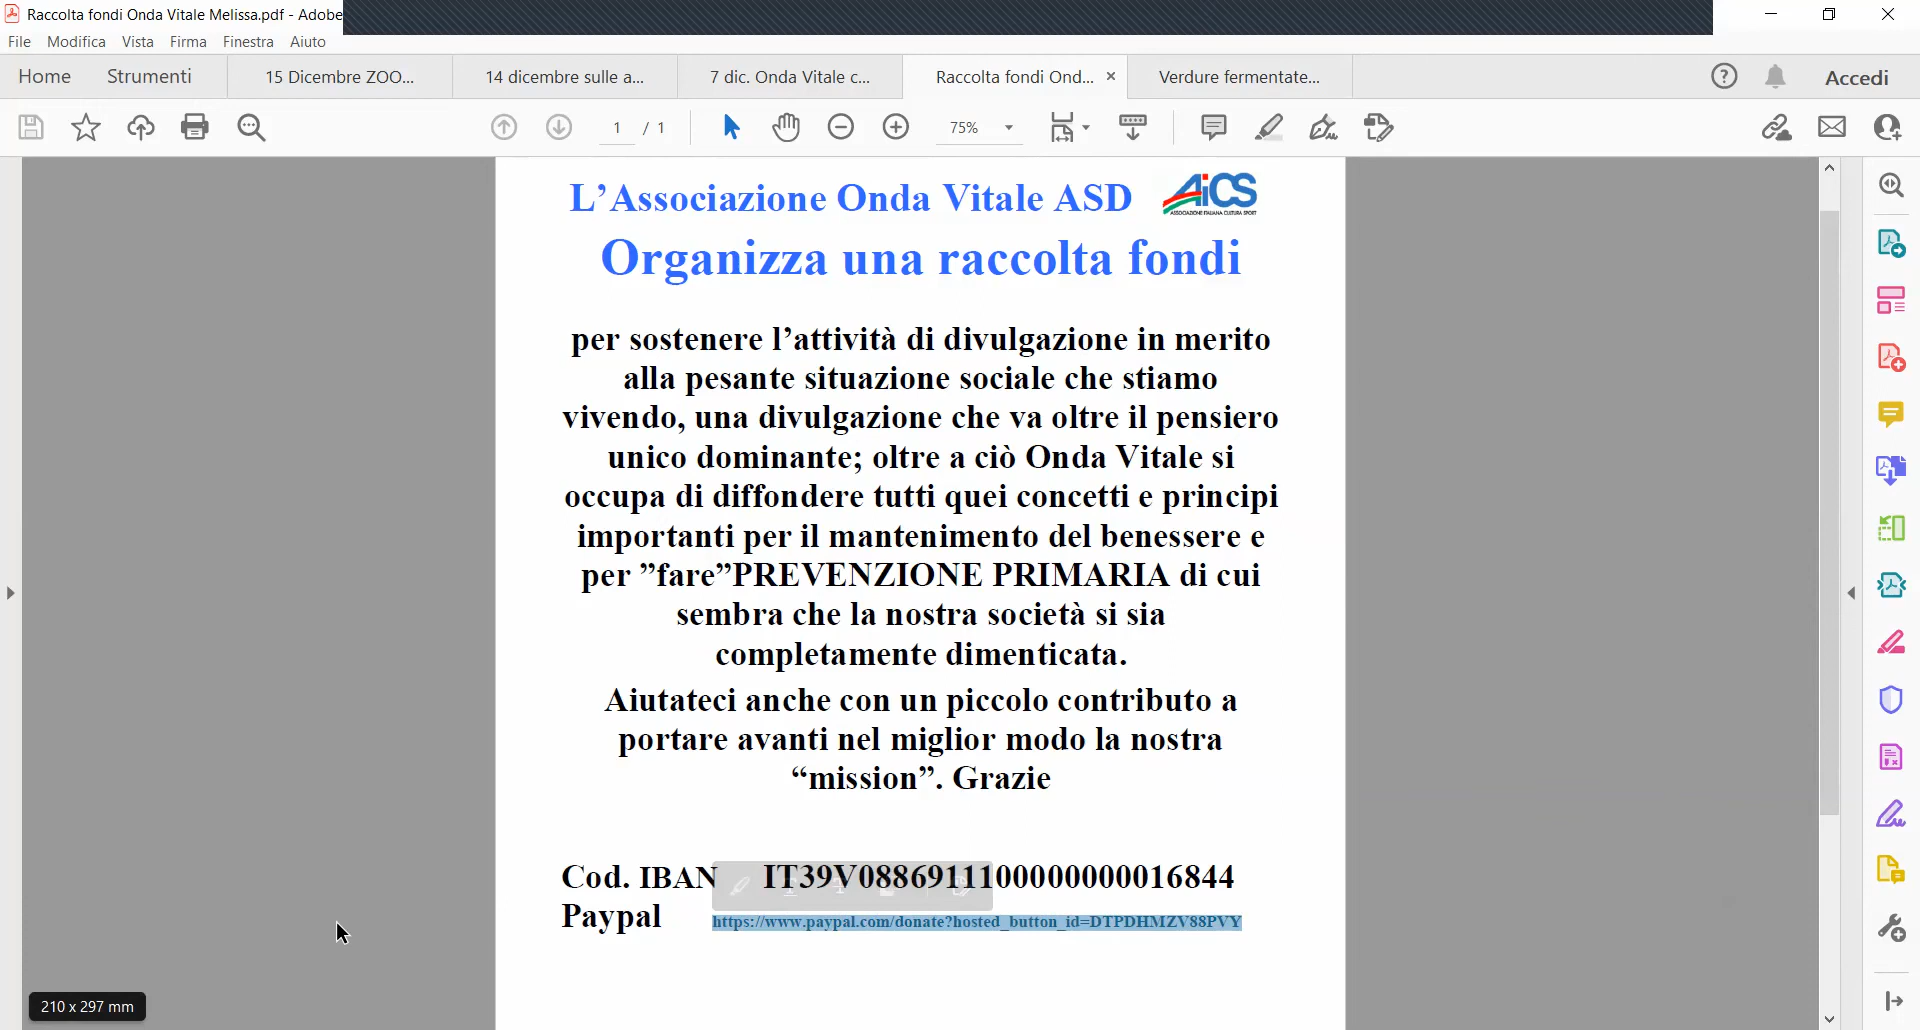 Raccolta fondi Onda Vitale Melissa.pdf - Adobe
File Modifica Vista Firma Finestra Aiuto
Home Strumenti 15 Dicembre ZOO... 14 dicembre sulle a... 7 dic. Onda Vitale c... Raccolta fondi Ond... × Verdure fermentate... Accedi
1 / 1 75%
L’Associazione Onda Vitale ASD AiCS
ASSOCIAZIONE ITALIANA CULTURA SPORT
Organizza una raccolta fondi
per sostenere l’attività di divulgazione in merito
alla pesante situazione sociale che stiamo
vivendo, una divulgazione che va oltre il pensiero
unico dominante; oltre a ciò Onda Vitale si
occupa di diffondere tutti quei concetti e principi
importanti per il mantenimento del benessere e
per ”fare”PREVENZIONE PRIMARIA di cui
sembra che la nostra società si sia
completamente dimenticata.
Aiutateci anche con un piccolo contributo a
portare avanti nel miglior modo la nostra
“mission”. Grazie
Cod. IBAN IT39V0886911100000000016844
Paypal https://www.paypal.com/donate?hosted_button_id=DTPDHMZV88PVY
210 x 297 mm